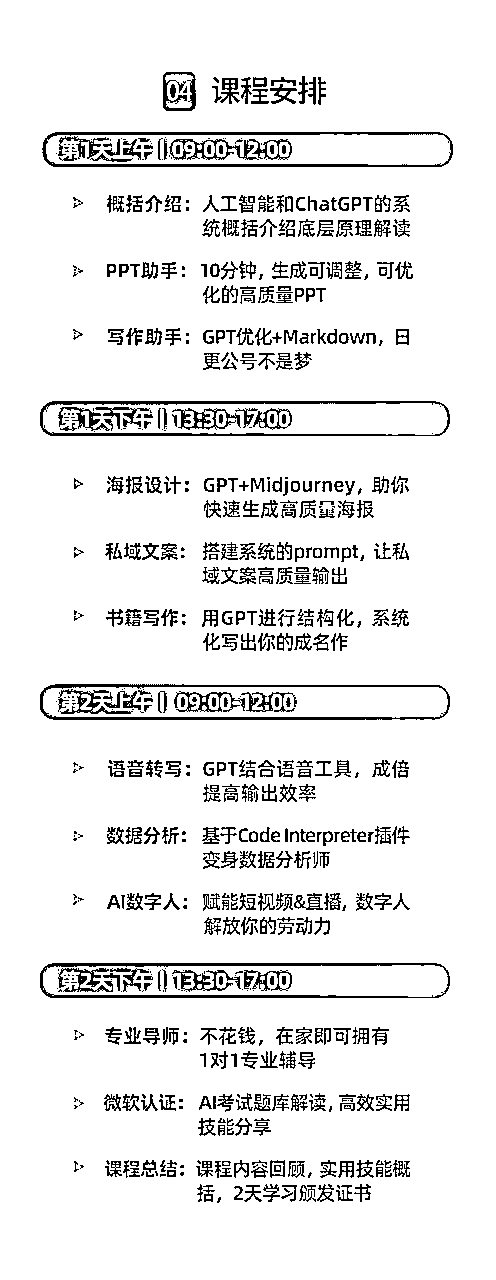 04 课程安排
第1天上午 | 09:00-12:00
概括介绍：人工智能和ChatGPT的系
统概括介绍底层原理解读
PPT助手：10分钟，生成可调整，可优
化的高质量PPT
写作助手：GPT优化+Markdown，日
更公号不是梦
第1天下午 | 13:30-17:00
海报设计：GPT+Midjourney，助你
快速生成高质量海报
私域文案：搭建系统的prompt，让私
域文案高质量输出
书籍写作：用GPT进行结构化，系统
化写出你的成名作
第2天上午 | 09:00-12:00
语音转写：GPT结合语音工具，成倍
提高输出效率
数据分析：基于Code Interpreter插件
变身数据分析师
AI数字人：赋能短视频&直播，数字人
解放你的劳动力
第2天下午 | 13:30-17:00
专业导师：不花钱，在家即可拥有
1对1专业辅导
微软认证：AI考试题库解读，高效实用
技能分享
课程总结：课程内容回顾，实用技能概
括，2天学习颁发证书